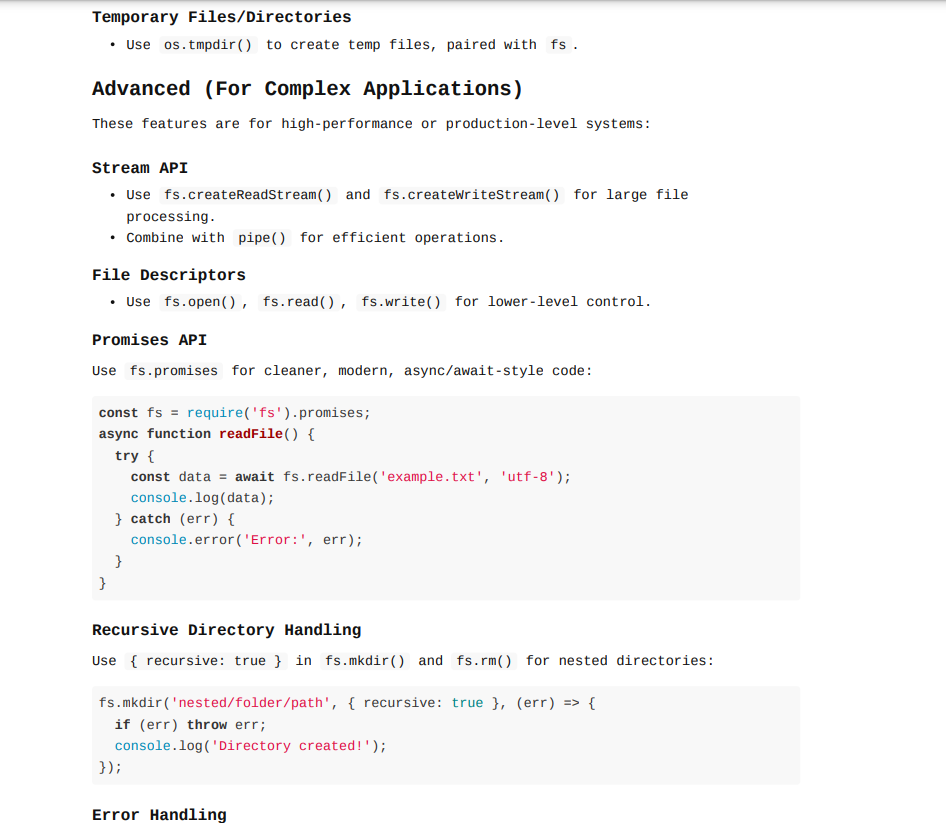 Temporary Files/Directories
• Use os.tmpdir() to create temp files, paired with fs.
Advanced (For Complex Applications)
These features are for high-performance or production-level systems:
Stream API
• Use fs.createReadStream() and fs.createWriteStream() for large file
processing.
• Combine with pipe() for efficient operations.
File Descriptors
• Use fs.open(), fs.read(), fs.write() for lower-level control.
Promises API
Use fs.promises for cleaner, modern, async/await-style code:
const fs = require('fs').promises;
async function readFile() {
  try {
    const data = await fs.readFile('example.txt', 'utf-8');
    console.log(data);
  } catch (err) {
    console.error('Error:', err);
  }
}
Recursive Directory Handling
Use { recursive: true } in fs.mkdir() and fs.rm() for nested directories:
fs.mkdir('nested/folder/path', { recursive: true }, (err) => {
  if (err) throw err;
  console.log('Directory created!');
});
Error Handling